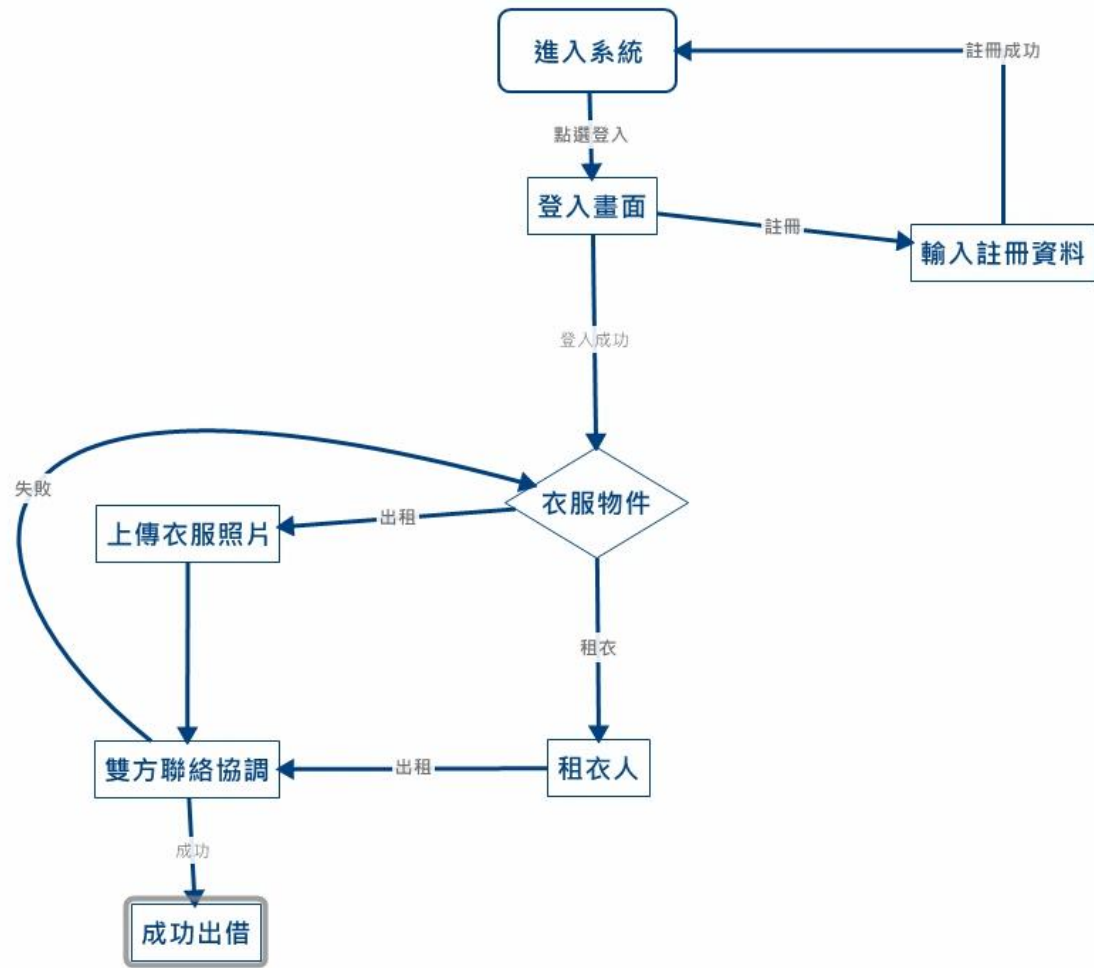 進入系統
註冊成功
點選登入
登入畫面
註冊
輸入註冊資料
登入成功
失敗
衣服物件
出租
上傳衣服照片
租衣
雙方聯絡協調
出租
租衣人
成功
成功出借